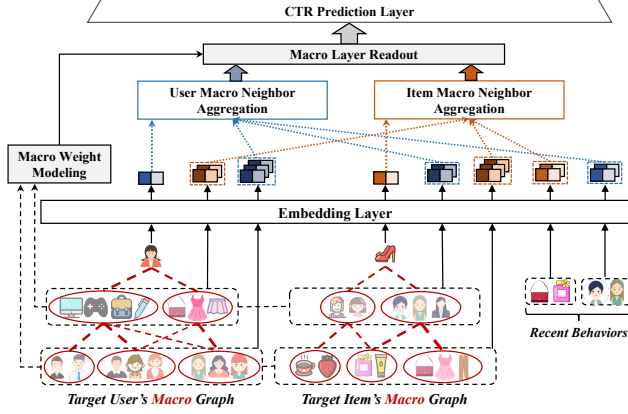 CTR Prediction Layer
Macro Layer Readout
User Macro Neighbor
Aggregation
Item Macro Neighbor
Aggregation
Macro Weight
Modeling
Embedding Layer
Recent Behaviors
Target User's Macro Graph
Target Item's Macro Graph